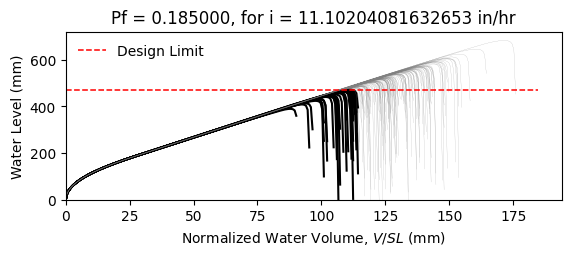 Pf = 0.185000, for i = 11.10204081632653 in/hr
Design Limit
Water Level (mm)
600
400
200
0
0 25 50 75 100 125 150 175
Normalized Water Volume, V/SL (mm)